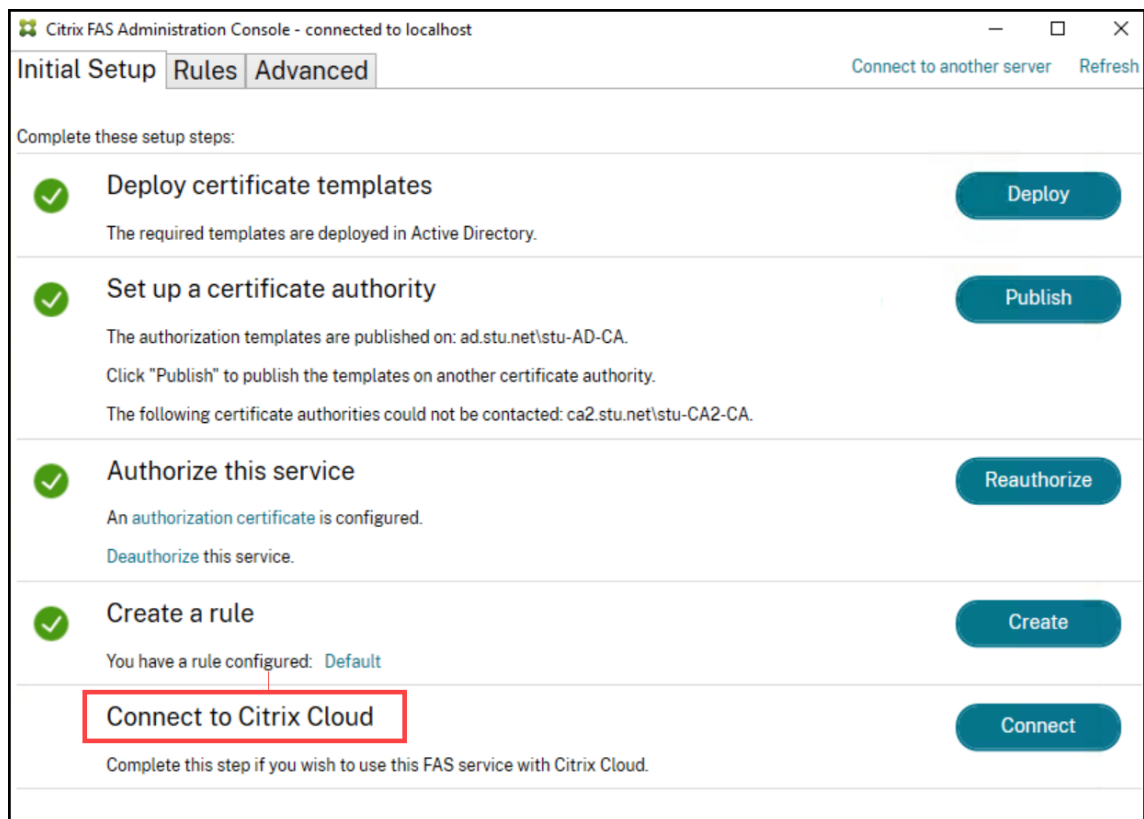 Citrix FAS Administration Console - connected to localhost
Initial Setup Rules Advanced Connect to another server Refresh
Complete these setup steps:
Deploy certificate templates
Deploy
The required templates are deployed in Active Directory.
Set up a certificate authority
Publish
The authorization templates are published on: ad.stu.net\stu-AD-CA.
Click "Publish" to publish the templates on another certificate authority.
The following certificate authorities could not be contacted: ca2.stu.net\stu-CA2-CA.
Authorize this service
Reauthorize
An authorization certificate is configured.
Deauthorize this service.
Create a rule
Create
You have a rule configured: Default
Connect to Citrix Cloud
Connect
Complete this step if you wish to use this FAS service with Citrix Cloud.